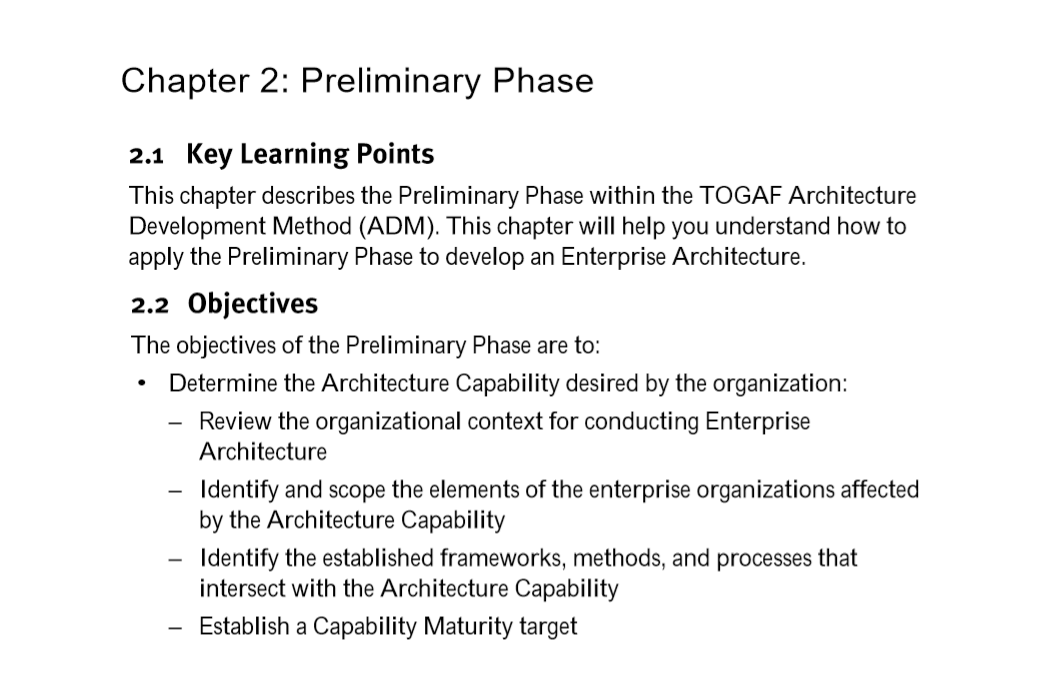 Chapter 2: Preliminary Phase
2.1 Key Learning Points
This chapter describes the Preliminary Phase within the TOGAF Architecture
Development Method (ADM). This chapter will help you understand how to
apply the Preliminary Phase to develop an Enterprise Architecture.
2.2 Objectives
The objectives of the Preliminary Phase are to:
• Determine the Architecture Capability desired by the organization:
– Review the organizational context for conducting Enterprise
Architecture
– Identify and scope the elements of the enterprise organizations affected
by the Architecture Capability
– Identify the established frameworks, methods, and processes that
intersect with the Architecture Capability
– Establish a Capability Maturity target